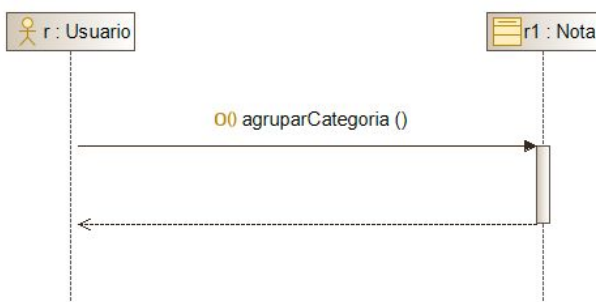 r : Usuario
r1 : Nota
O() agruparCategoria ()